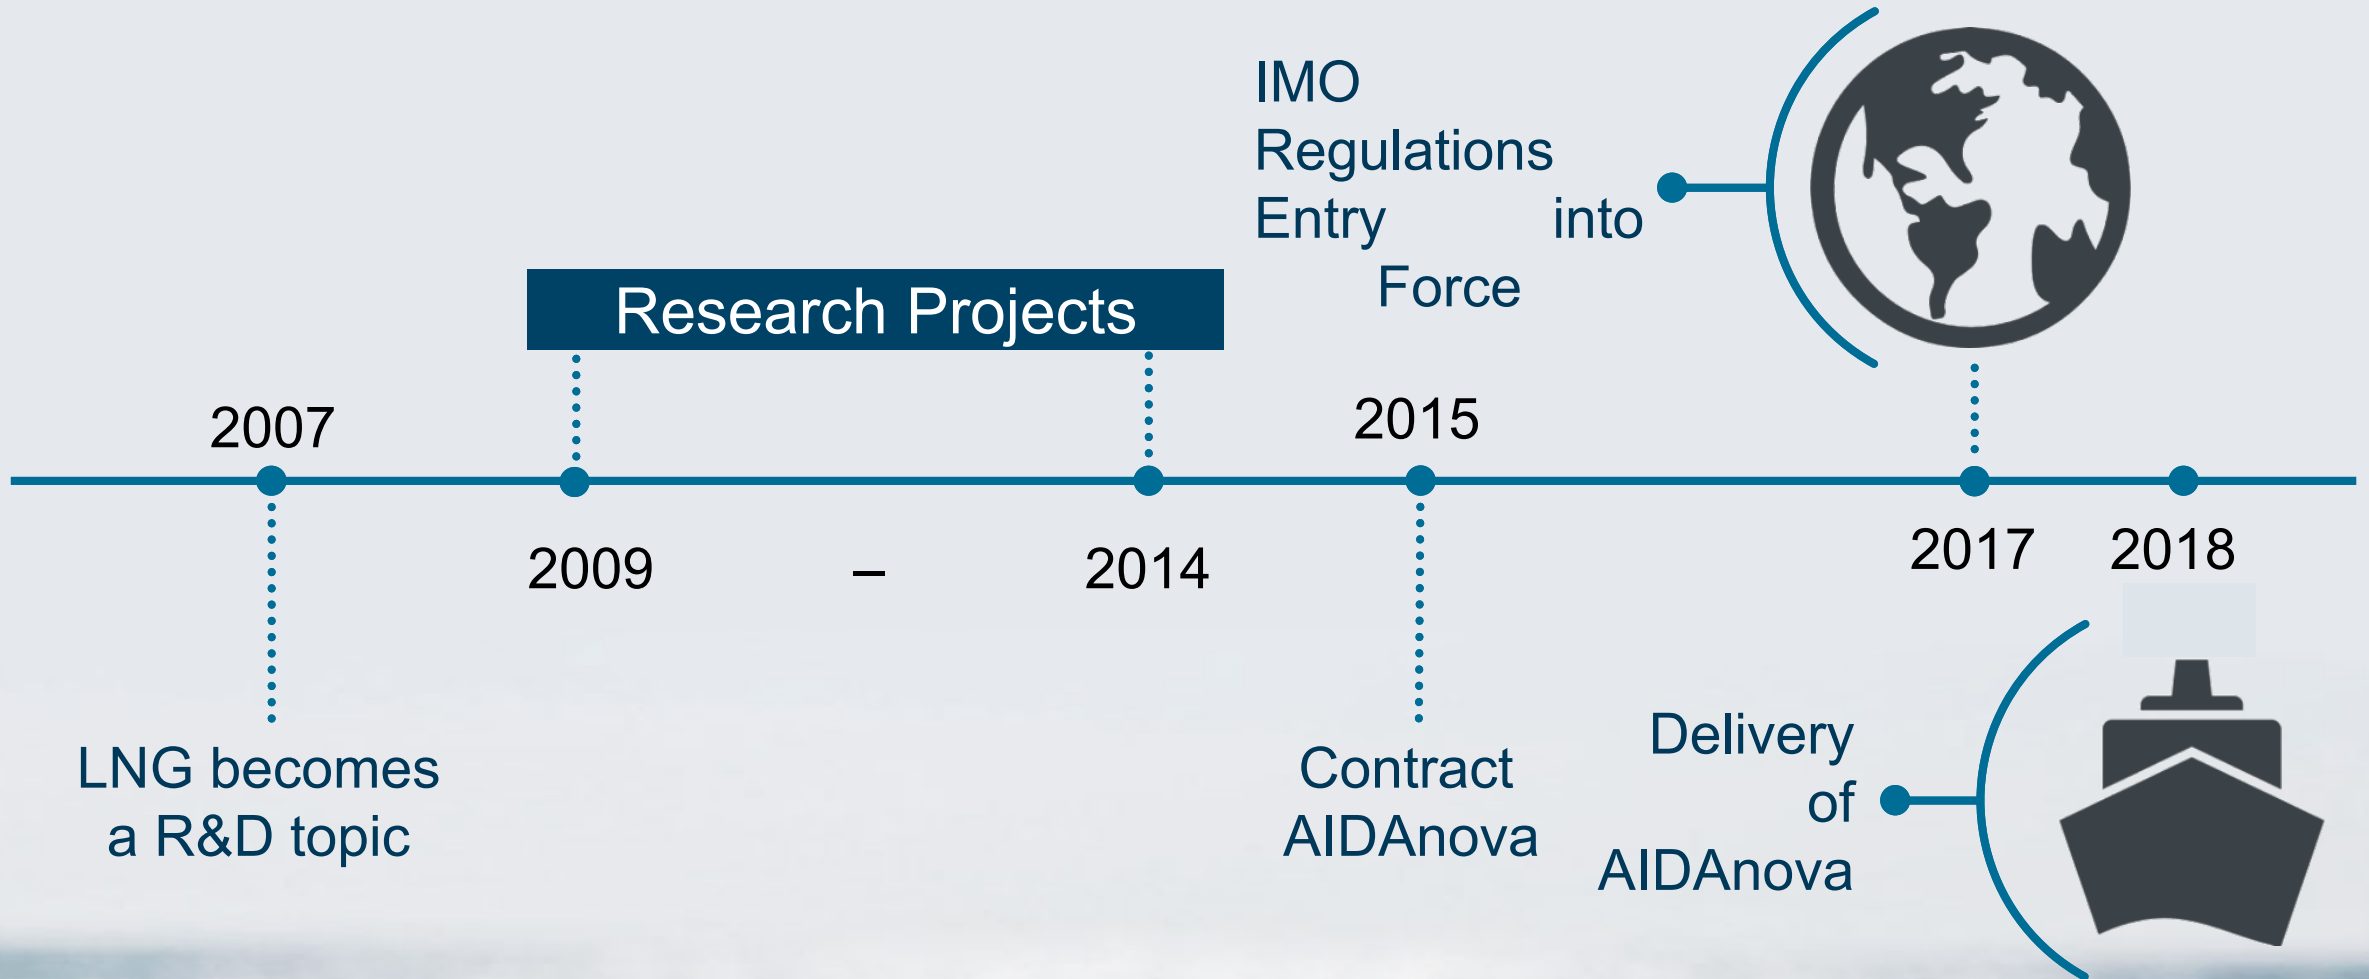 IMO
Regulations
Entry into
Force
Research Projects
2007
2015
2009 – 2014
2017 2018
LNG becomes
a R&D topic
Contract
AIDAnova
Delivery
of
AIDAnova